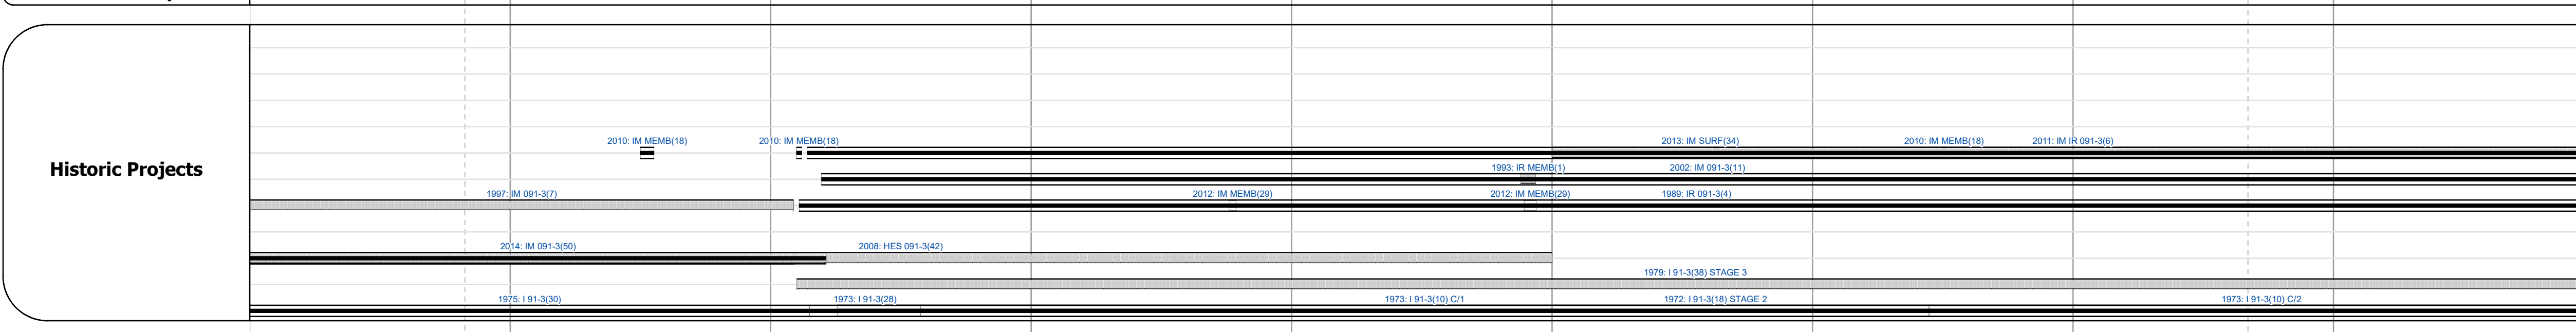 Historic Projects
2010: IM MEMB(18) 2010: IM MEMB(18) 2013: IM SURF(34) 2010: IM MEMB(18) 2011: IM IR 091-3(6)
1993: IR MEMB(1) 2002: IM 091-3(11)
1997: IM 091-3(7) 2012: IM MEMB(29) 2012: IM MEMB(29) 1989: IR 091-3(4)
2014: IM 091-3(50) 2008: HES 091-3(42)
1979: I 91-3(38) STAGE 3
1975: I 91-3(30) 1973: I 91-3(28) 1973: I 91-3(10) C/1 1972: I 91-3(18) STAGE 2 1973: I 91-3(10) C/2